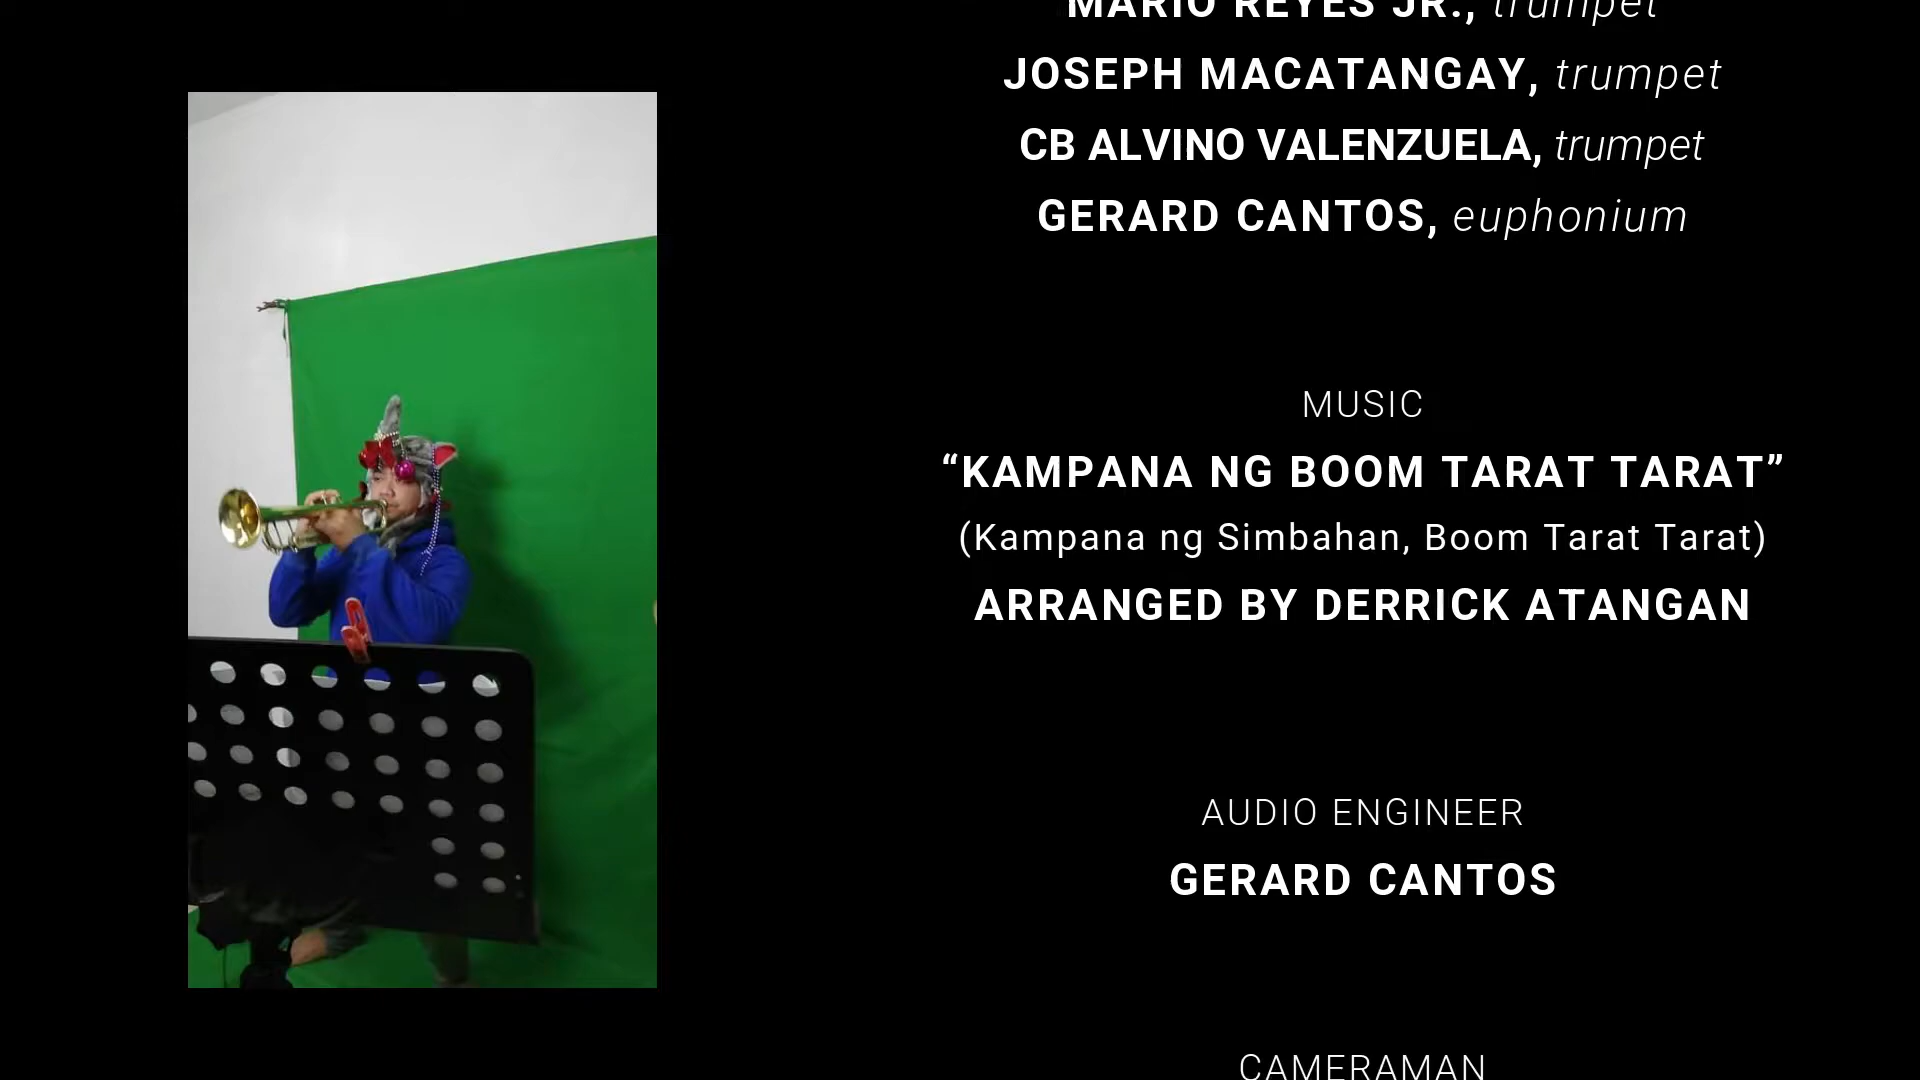 MARIO REYES JR., trumpet
JOSEPH MACATANGAY, trumpet
CB ALVINO VALENZUELA, trumpet
GERARD CANTOS, euphonium
MUSIC
“KAMPANA NG BOOM TARAT TARAT”
(Kampana ng Simbahan, Boom Tarat Tarat)
ARRANGED BY DERRICK ATANGAN
AUDIO ENGINEER
GERARD CANTOS
CAMERAMAN